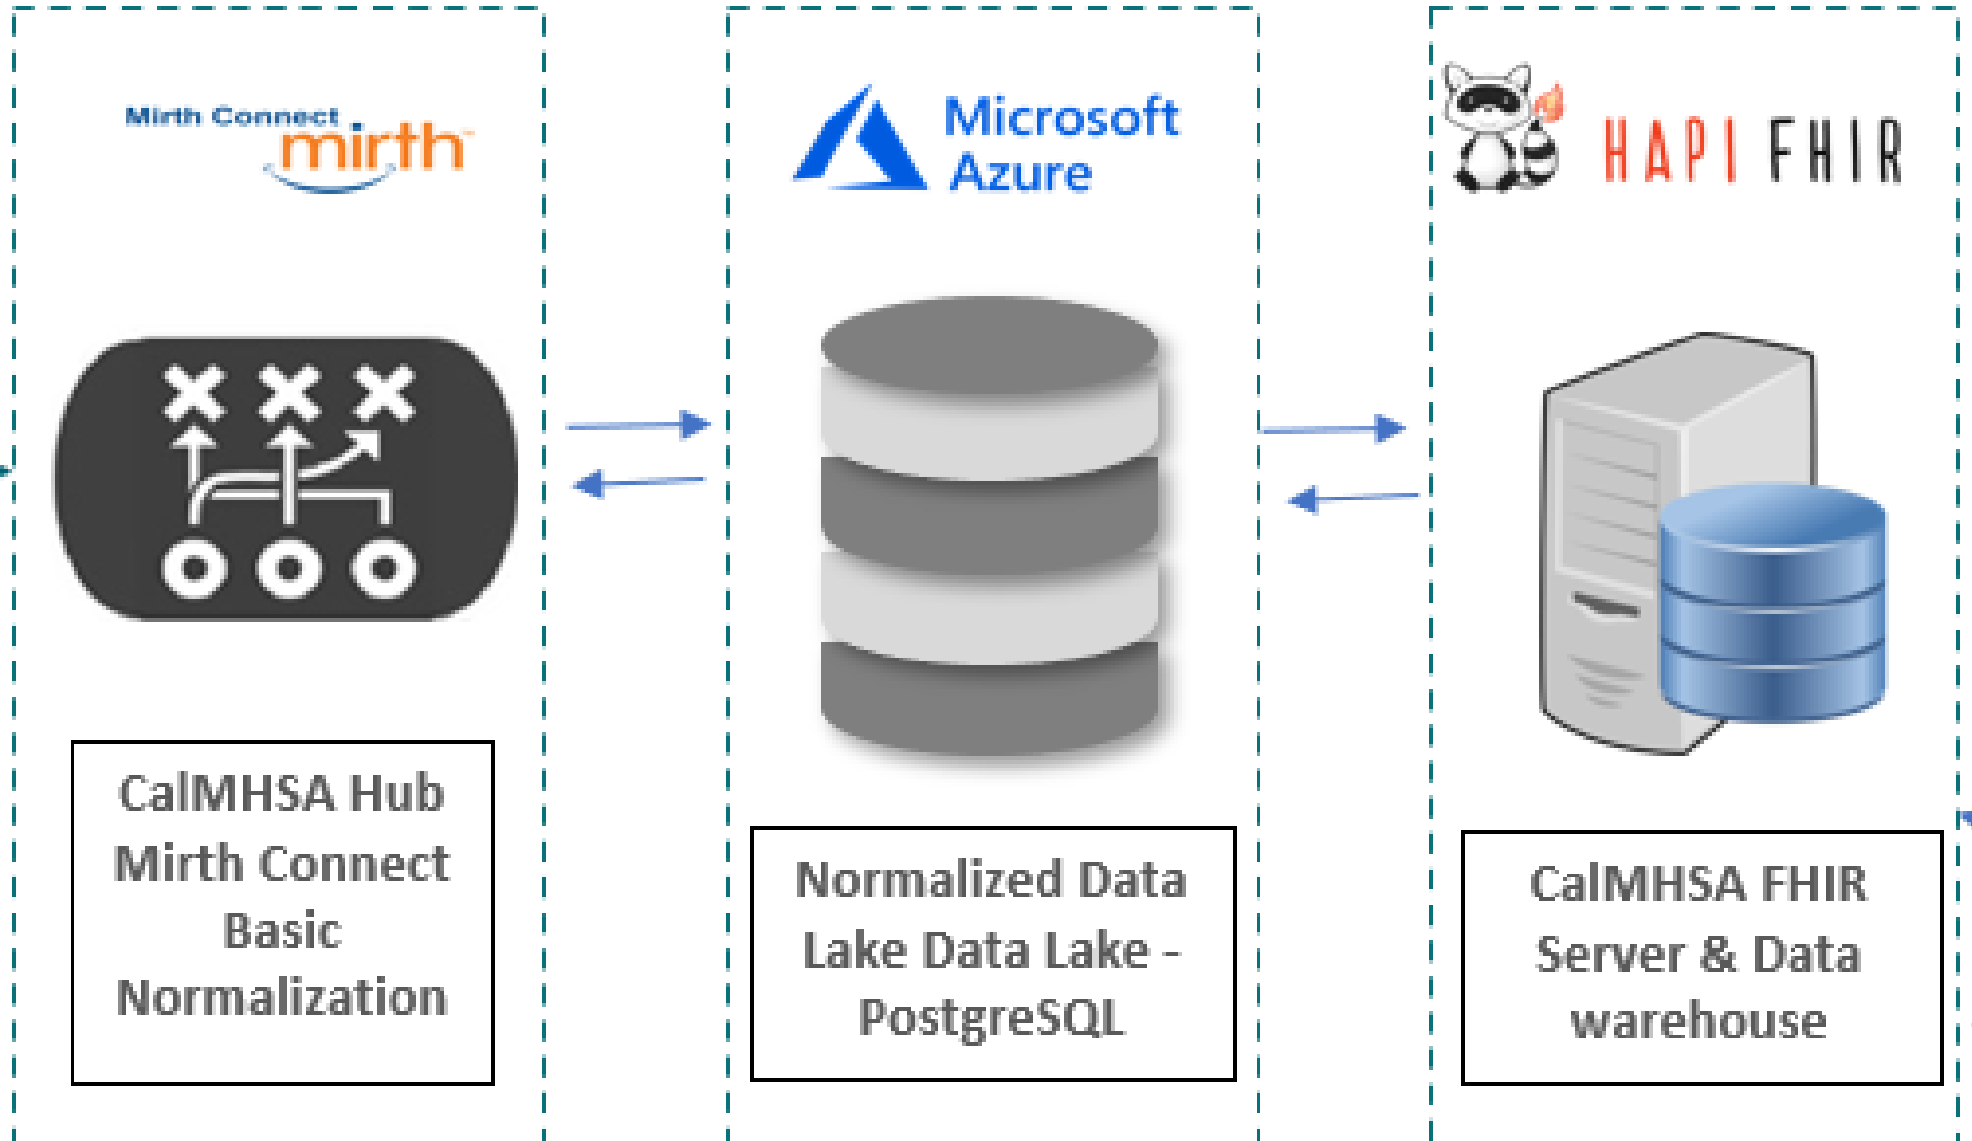 Mirth Connect
mirth™
Microsoft
Azure
HAPI FHIR
CalMHSA Hub
Mirth Connect
Basic
Normalization
Normalized Data
Lake Data Lake -
PostgreSQL
CalMHSA FHIR
Server & Data
warehouse